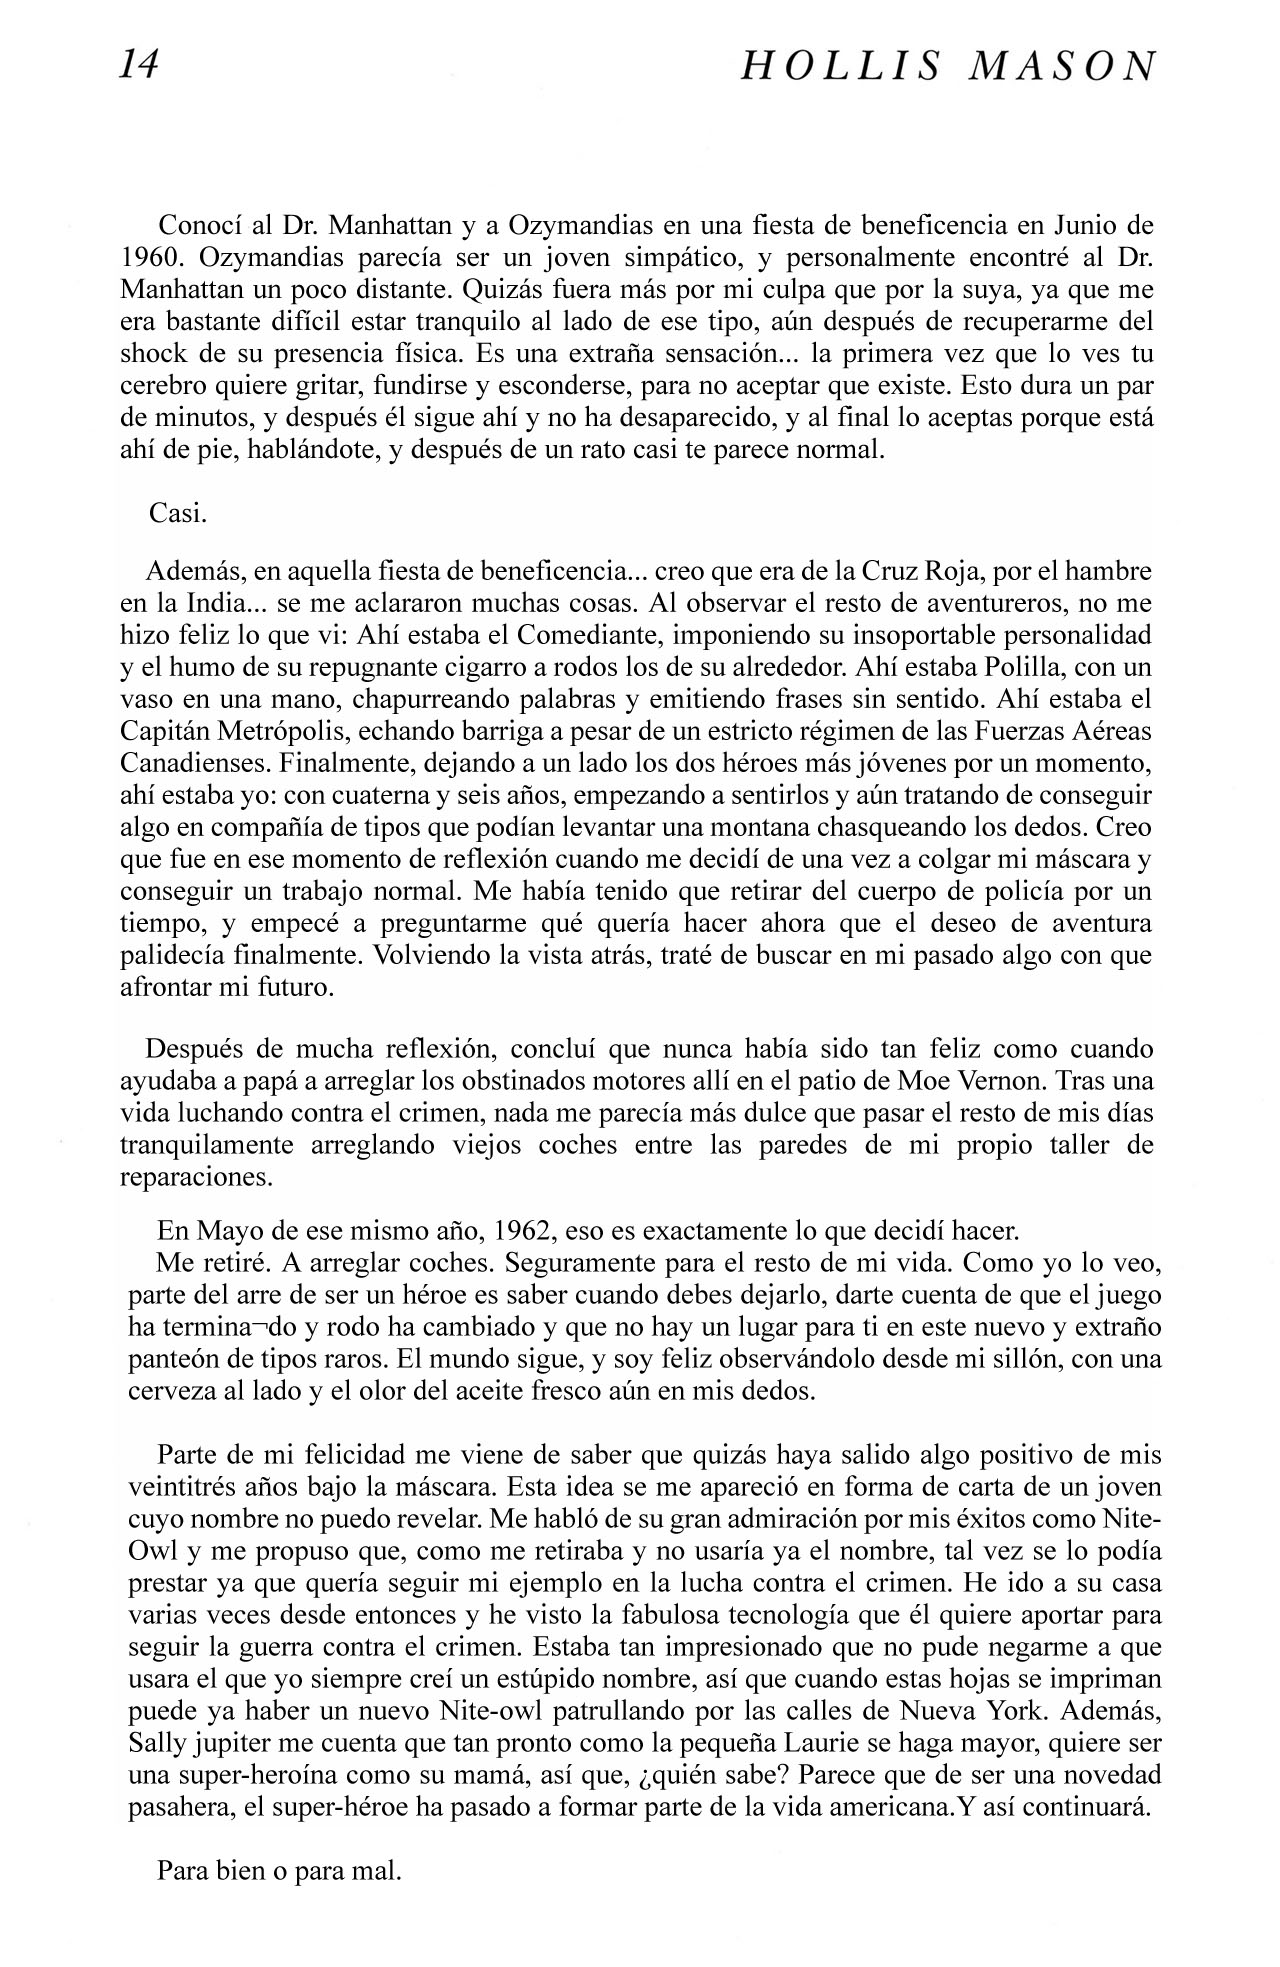 14 HOLLIS MASON
Conocí al Dr. Manhattan y a Ozymandias en una fiesta de beneficencia en Junio de
1960. Ozymandias parecía ser un joven simpático, y personalmente encontré al Dr.
Manhattan un poco distante. Quizás fuera más por mi culpa que por la suya, ya que me
era bastante difícil estar tranquilo al lado de ese tipo, aún después de recuperarme del
shock de su presencia física. Es una extraña sensación... la primera vez que lo ves tu
cerebro quiere gritar, fundirse y esconderse, para no aceptar que existe. Esto dura un par
de minutos, y después él sigue ahí y no ha desaparecido, y al final lo aceptas porque está
ahí de pie, hablándote, y después de un rato casi te parece normal.
Casi.
Además, en aquella fiesta de beneficencia... creo que era de la Cruz Roja, por el hambre
en la India... se me aclararon muchas cosas. Al observar el resto de aventureros, no me
hizo feliz lo que vi: Ahí estaba el Comediante, imponiendo su insoportable personalidad
y el humo de su repugnante cigarro a rodos los de su alrededor. Ahí estaba Polilla, con un
vaso en una mano, chapurreando palabras y emitiendo frases sin sentido. Ahí estaba el
Capitán Metrópolis, echando barriga a pesar de un estricto régimen de las Fuerzas Aéreas
Canadienses. Finalmente, dejando a un lado los dos héroes más jóvenes por un momento,
ahí estaba yo: con cuaterna y seis años, empezando a sentirlos y aún tratando de conseguir
algo en compañía de tipos que podían levantar una montana chasqueando los dedos. Creo
que fue en ese momento de reflexión cuando me decidí de una vez a colgar mi máscara y
conseguir un trabajo normal. Me había tenido que retirar del cuerpo de policía por un
tiempo, y empecé a preguntarme qué quería hacer ahora que el deseo de aventura
palidecía finalmente. Volviendo la vista atrás, traté de buscar en mi pasado algo con que
afrontar mi futuro.
Después de mucha reflexión, concluí que nunca había sido tan feliz como cuando
ayudaba a papá a arreglar los obstinados motores allí en el patio de Moe Vernon. Tras una
vida luchando contra el crimen, nada me parecía más dulce que pasar el resto de mis días
tranquilamente arreglando viejos coches entre las paredes de mi propio taller de
reparaciones.
En Mayo de ese mismo año, 1962, eso es exactamente lo que decidí hacer.
Me retiré. A arreglar coches. Seguramente para el resto de mi vida. Como yo lo veo,
parte del arre de ser un héroe es saber cuando debes dejarlo, darte cuenta de que el juego
ha termina¬do y rodo ha cambiado y que no hay un lugar para ti en este nuevo y extraño
panteón de tipos raros. El mundo sigue, y soy feliz observándolo desde mi sillón, con una
cerveza al lado y el olor del aceite fresco aún en mis dedos.
Parte de mi felicidad me viene de saber que quizás haya salido algo positivo de mis
veintitrés años bajo la máscara. Esta idea se me apareció en forma de carta de un joven
cuyo nombre no puedo revelar. Me habló de su gran admiración por mis éxitos como Nite-
Owl y me propuso que, como me retiraba y no usaría ya el nombre, tal vez se lo podía
prestar ya que quería seguir mi ejemplo en la lucha contra el crimen. He ido a su casa
varias veces desde entonces y he visto la fabulosa tecnología que él quiere aportar para
seguir la guerra contra el crimen. Estaba tan impresionado que no pude negarme a que
usara el que yo siempre creí un estúpido nombre, así que cuando estas hojas se impriman
puede ya haber un nuevo Nite-owl patrullando por las calles de Nueva York. Además,
Sally jupiter me cuenta que tan pronto como la pequeña Laurie se haga mayor, quiere ser
una super-heroína como su mamá, así que, ¿quién sabe? Parece que de ser una novedad
pasahera, el super-héroe ha pasado a formar parte de la vida americana.Y así continuará.
Para bien o para mal.